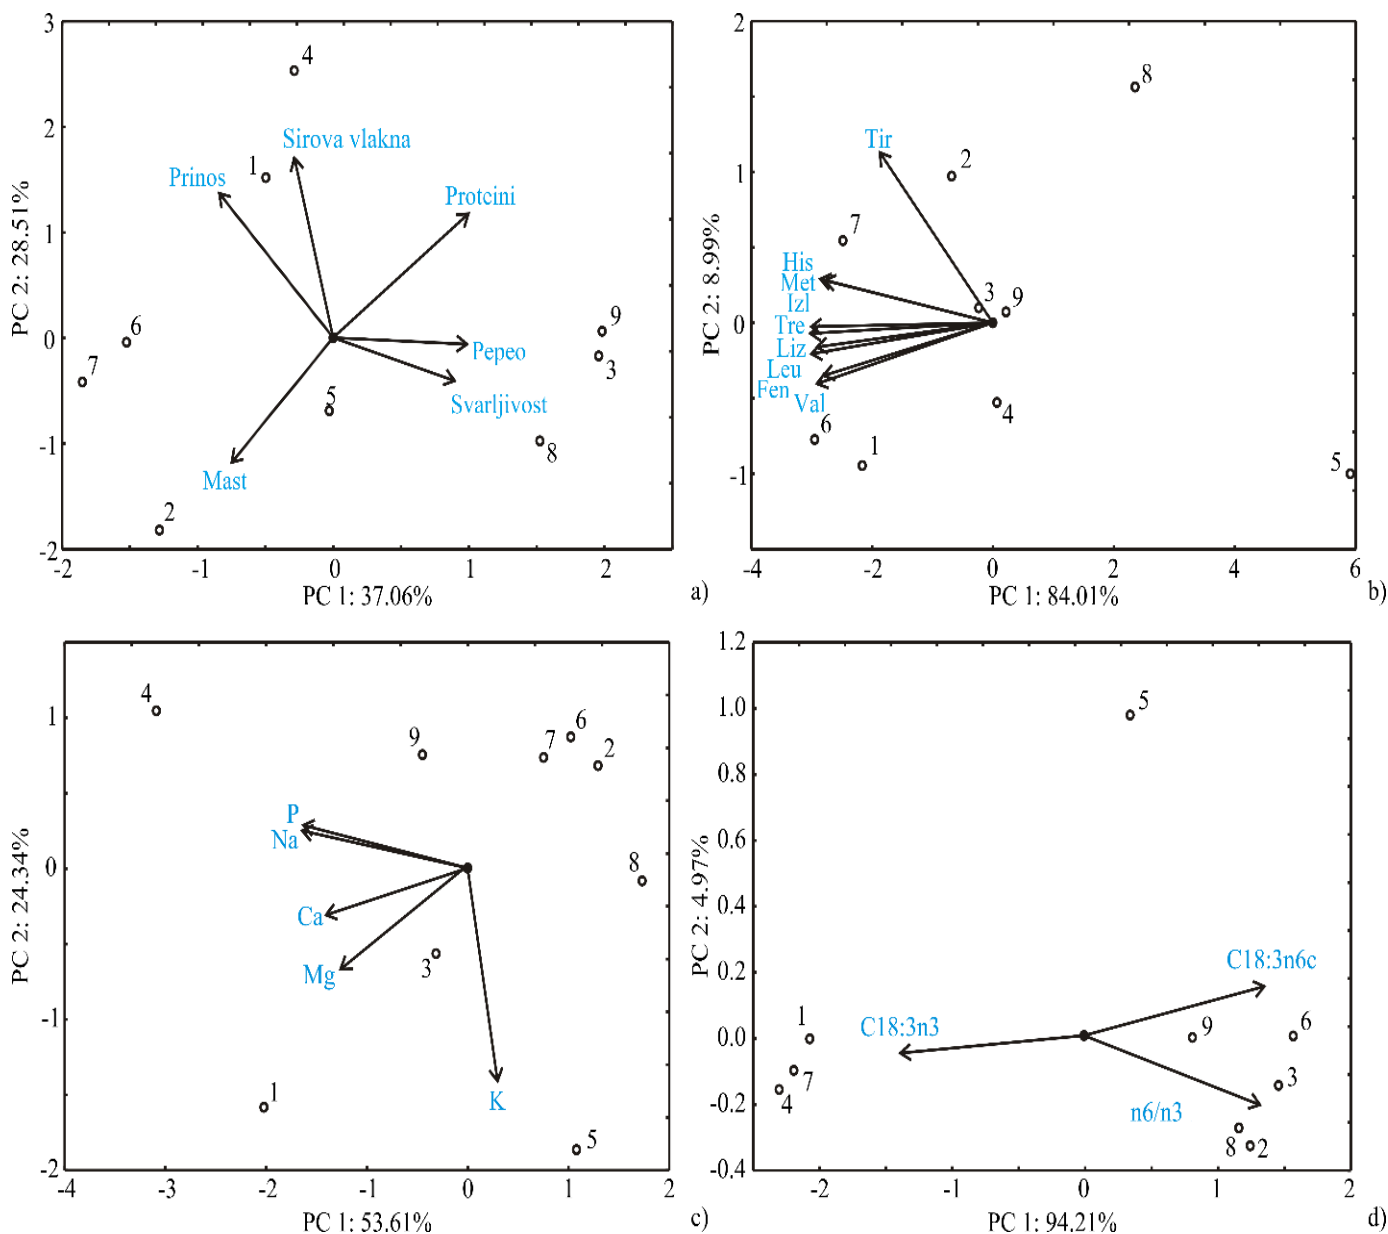 3
2
1
0
-1
-2
-2
-1
0
1
2
PC 2: 28.51%
PC 1: 37.06%
a)
4
1
Sirova vlakna
Prinos
Proteini
6
7
9
3
Pepeo
Svarljivost
5
8
Mast
2
2
1
0
-1
-4
-2
0
2
4
6
PC 2: 8.99%
PC 1: 84.01%
b)
8
Tir
2
7
His
Met
Izl
3
9
Tre
Liz
Leu
Fen
Val
4
6
1
5
1
0
-1
-2
-4
-3
-2
-1
0
1
2
PC 2: 24.34%
PC 1: 53.61%
c)
4
9
7
6
2
P
Na
8
Ca
Mg
3
1
K
5
1.2
1.0
0.8
0.6
0.4
0.2
0.0
-0.2
-0.4
-2
-1
0
1
2
PC 2: 4.97%
PC 1: 94.21%
d)
5
C18:3n6c
C18:3n3
1
7
4
9
6
3
n6/n3
8
2